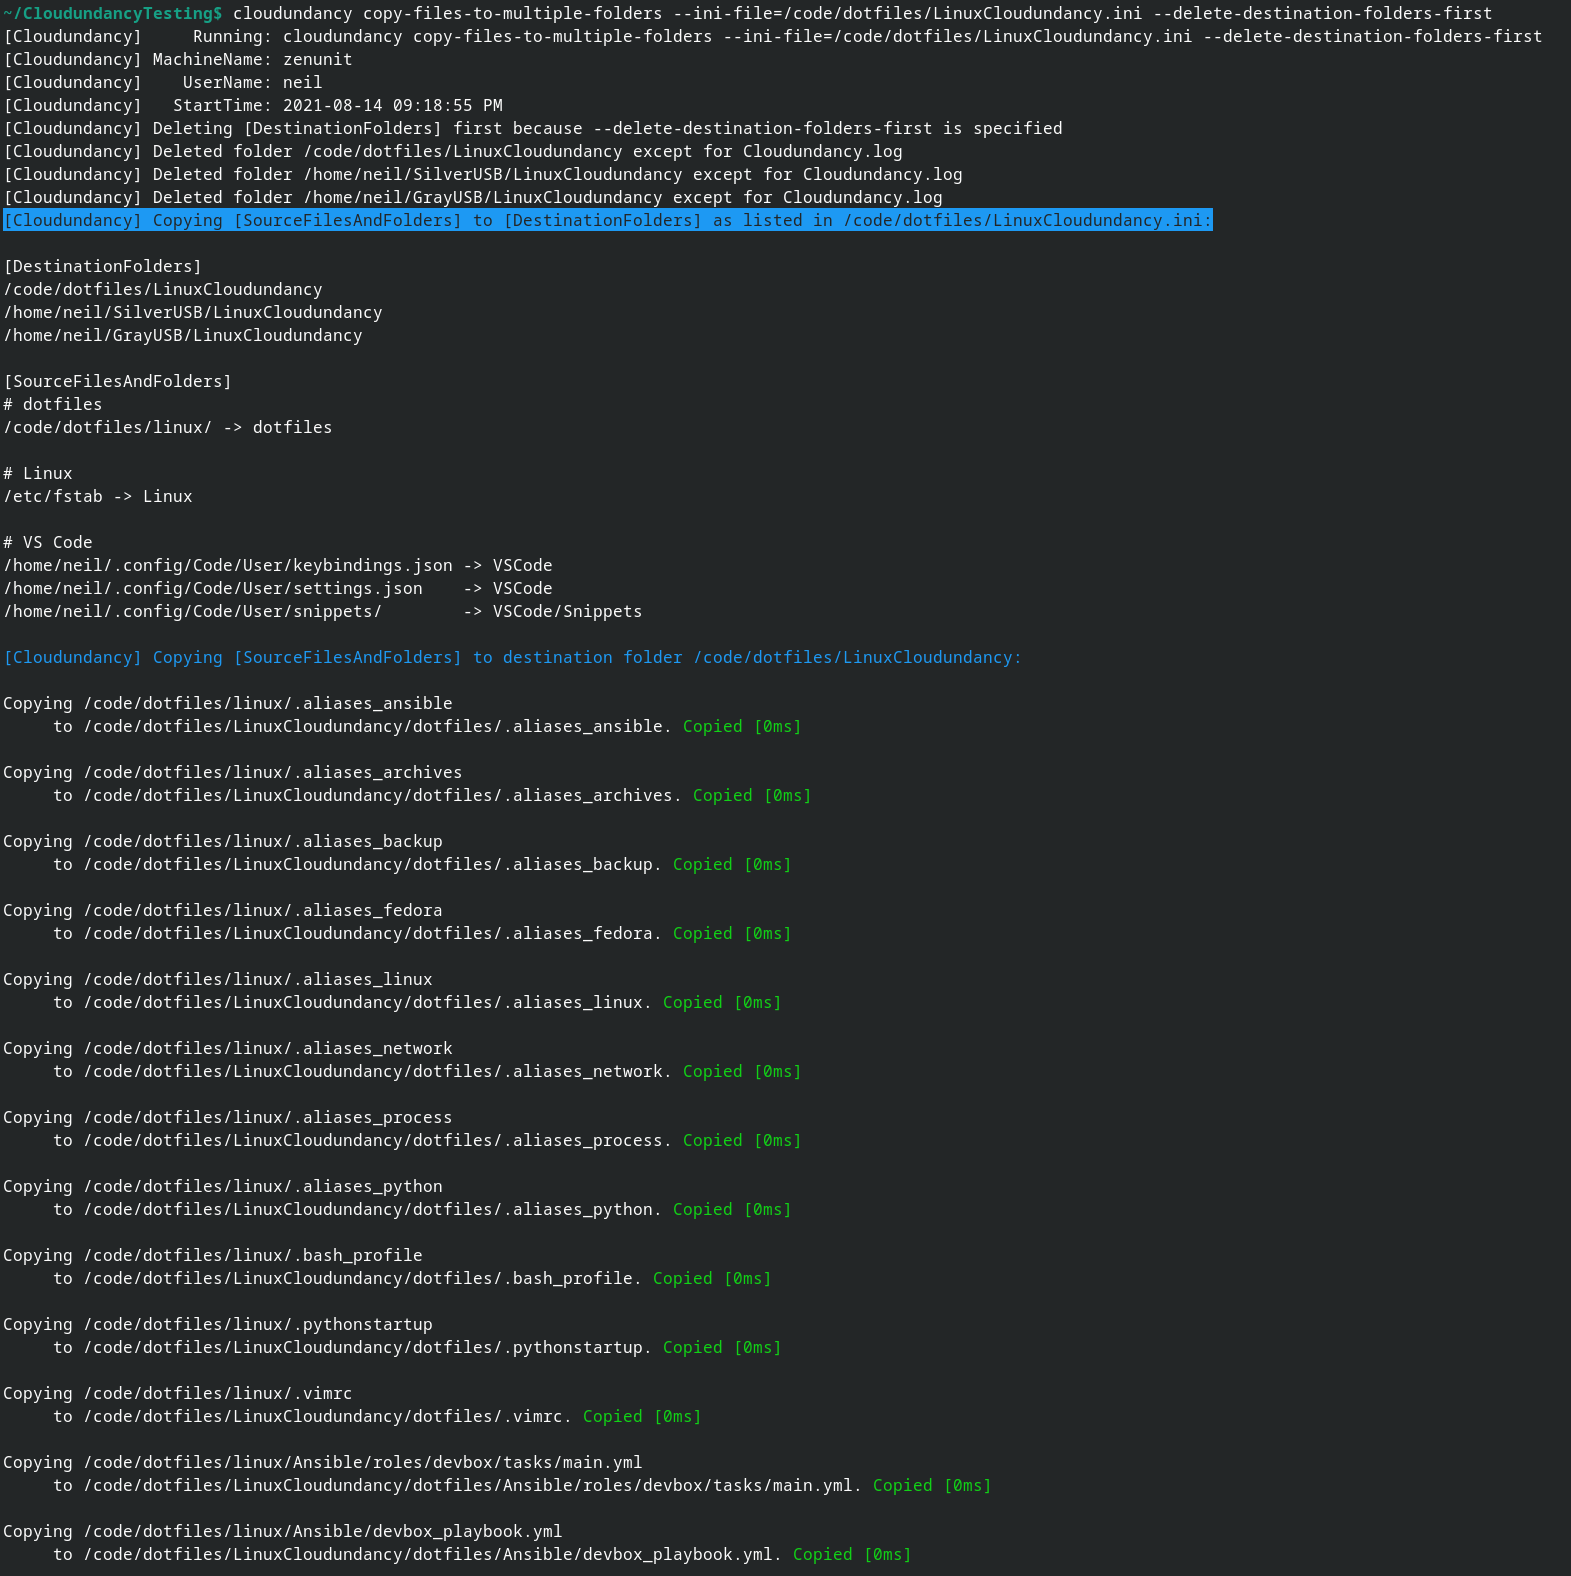 ~/CloudundancyTesting$ cloudundancy copy-files-to-multiple-folders --ini-file=/code/dotfiles/LinuxCloudundancy.ini --delete-destination-folders-first
[Cloudundancy]     Running: cloudundancy copy-files-to-multiple-folders --ini-file=/code/dotfiles/LinuxCloudundancy.ini --delete-destination-folders-first
[Cloudundancy] MachineName: zenunit
[Cloudundancy]    UserName: neil
[Cloudundancy]   StartTime: 2021-08-14 09:18:55 PM
[Cloudundancy] Deleting [DestinationFolders] first because --delete-destination-folders-first is specified
[Cloudundancy] Deleted folder /code/dotfiles/LinuxCloudundancy except for Cloudundancy.log
[Cloudundancy] Deleted folder /home/neil/SilverUSB/LinuxCloudundancy except for Cloudundancy.log
[Cloudundancy] Deleted folder /home/neil/GrayUSB/LinuxCloudundancy except for Cloudundancy.log
[Cloudundancy] Copying [SourceFilesAndFolders] to [DestinationFolders] as listed in /code/dotfiles/LinuxCloudundancy.ini:

[DestinationFolders]
/code/dotfiles/LinuxCloudundancy
/home/neil/SilverUSB/LinuxCloudundancy
/home/neil/GrayUSB/LinuxCloudundancy

[SourceFilesAndFolders]
# dotfiles
/code/dotfiles/linux/ -> dotfiles

# Linux
/etc/fstab -> Linux

# VS Code
/home/neil/.config/Code/User/keybindings.json -> VSCode
/home/neil/.config/Code/User/settings.json    -> VSCode
/home/neil/.config/Code/User/snippets/        -> VSCode/Snippets

[Cloudundancy] Copying [SourceFilesAndFolders] to destination folder /code/dotfiles/LinuxCloudundancy:

Copying /code/dotfiles/linux/.aliases_ansible
     to /code/dotfiles/LinuxCloudundancy/dotfiles/.aliases_ansible. Copied [0ms]

Copying /code/dotfiles/linux/.aliases_archives
     to /code/dotfiles/LinuxCloudundancy/dotfiles/.aliases_archives. Copied [0ms]

Copying /code/dotfiles/linux/.aliases_backup
     to /code/dotfiles/LinuxCloudundancy/dotfiles/.aliases_backup. Copied [0ms]

Copying /code/dotfiles/linux/.aliases_fedora
     to /code/dotfiles/LinuxCloudundancy/dotfiles/.aliases_fedora. Copied [0ms]

Copying /code/dotfiles/linux/.aliases_linux
     to /code/dotfiles/LinuxCloudundancy/dotfiles/.aliases_linux. Copied [0ms]

Copying /code/dotfiles/linux/.aliases_network
     to /code/dotfiles/LinuxCloudundancy/dotfiles/.aliases_network. Copied [0ms]

Copying /code/dotfiles/linux/.aliases_process
     to /code/dotfiles/LinuxCloudundancy/dotfiles/.aliases_process. Copied [0ms]

Copying /code/dotfiles/linux/.aliases_python
     to /code/dotfiles/LinuxCloudundancy/dotfiles/.aliases_python. Copied [0ms]

Copying /code/dotfiles/linux/.bash_profile
     to /code/dotfiles/LinuxCloudundancy/dotfiles/.bash_profile. Copied [0ms]

Copying /code/dotfiles/linux/.pythonstartup
     to /code/dotfiles/LinuxCloudundancy/dotfiles/.pythonstartup. Copied [0ms]

Copying /code/dotfiles/linux/.vimrc
     to /code/dotfiles/LinuxCloudundancy/dotfiles/.vimrc. Copied [0ms]

Copying /code/dotfiles/linux/Ansible/roles/devbox/tasks/main.yml
     to /code/dotfiles/LinuxCloudundancy/dotfiles/Ansible/roles/devbox/tasks/main.yml. Copied [0ms]

Copying /code/dotfiles/linux/Ansible/devbox_playbook.yml
     to /code/dotfiles/LinuxCloudundancy/dotfiles/Ansible/devbox_playbook.yml. Copied [0ms]